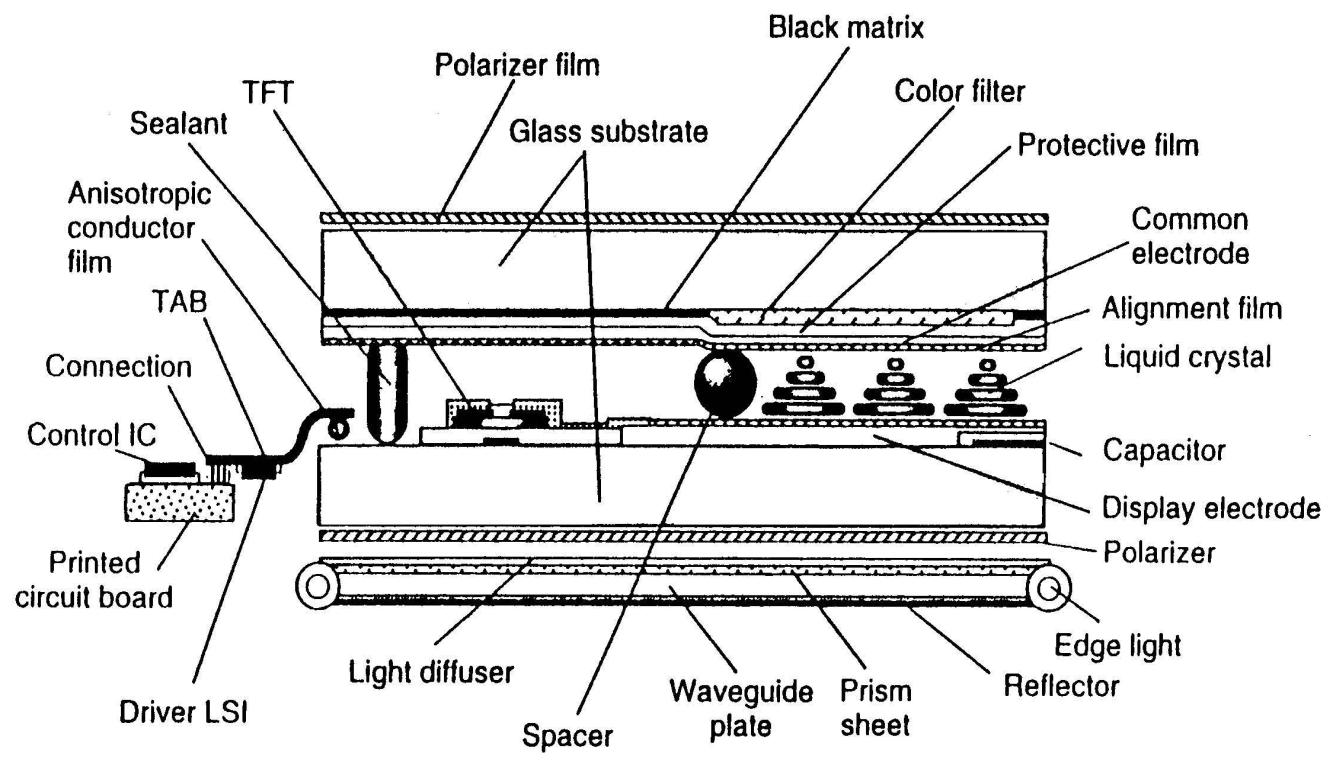 Black matrix
Polarizer film
TFT
Color filter
Sealant
Glass substrate
Protective film
Anisotropic
conductor
film
Common
electrode
TAB
Alignment film
Connection
Liquid crystal
Control IC
Capacitor
Display electrode
Printed
circuit board
Polarizer
Edge light
Light diffuser
Reflector
Waveguide
plate
Prism
sheet
Driver LSI
Spacer